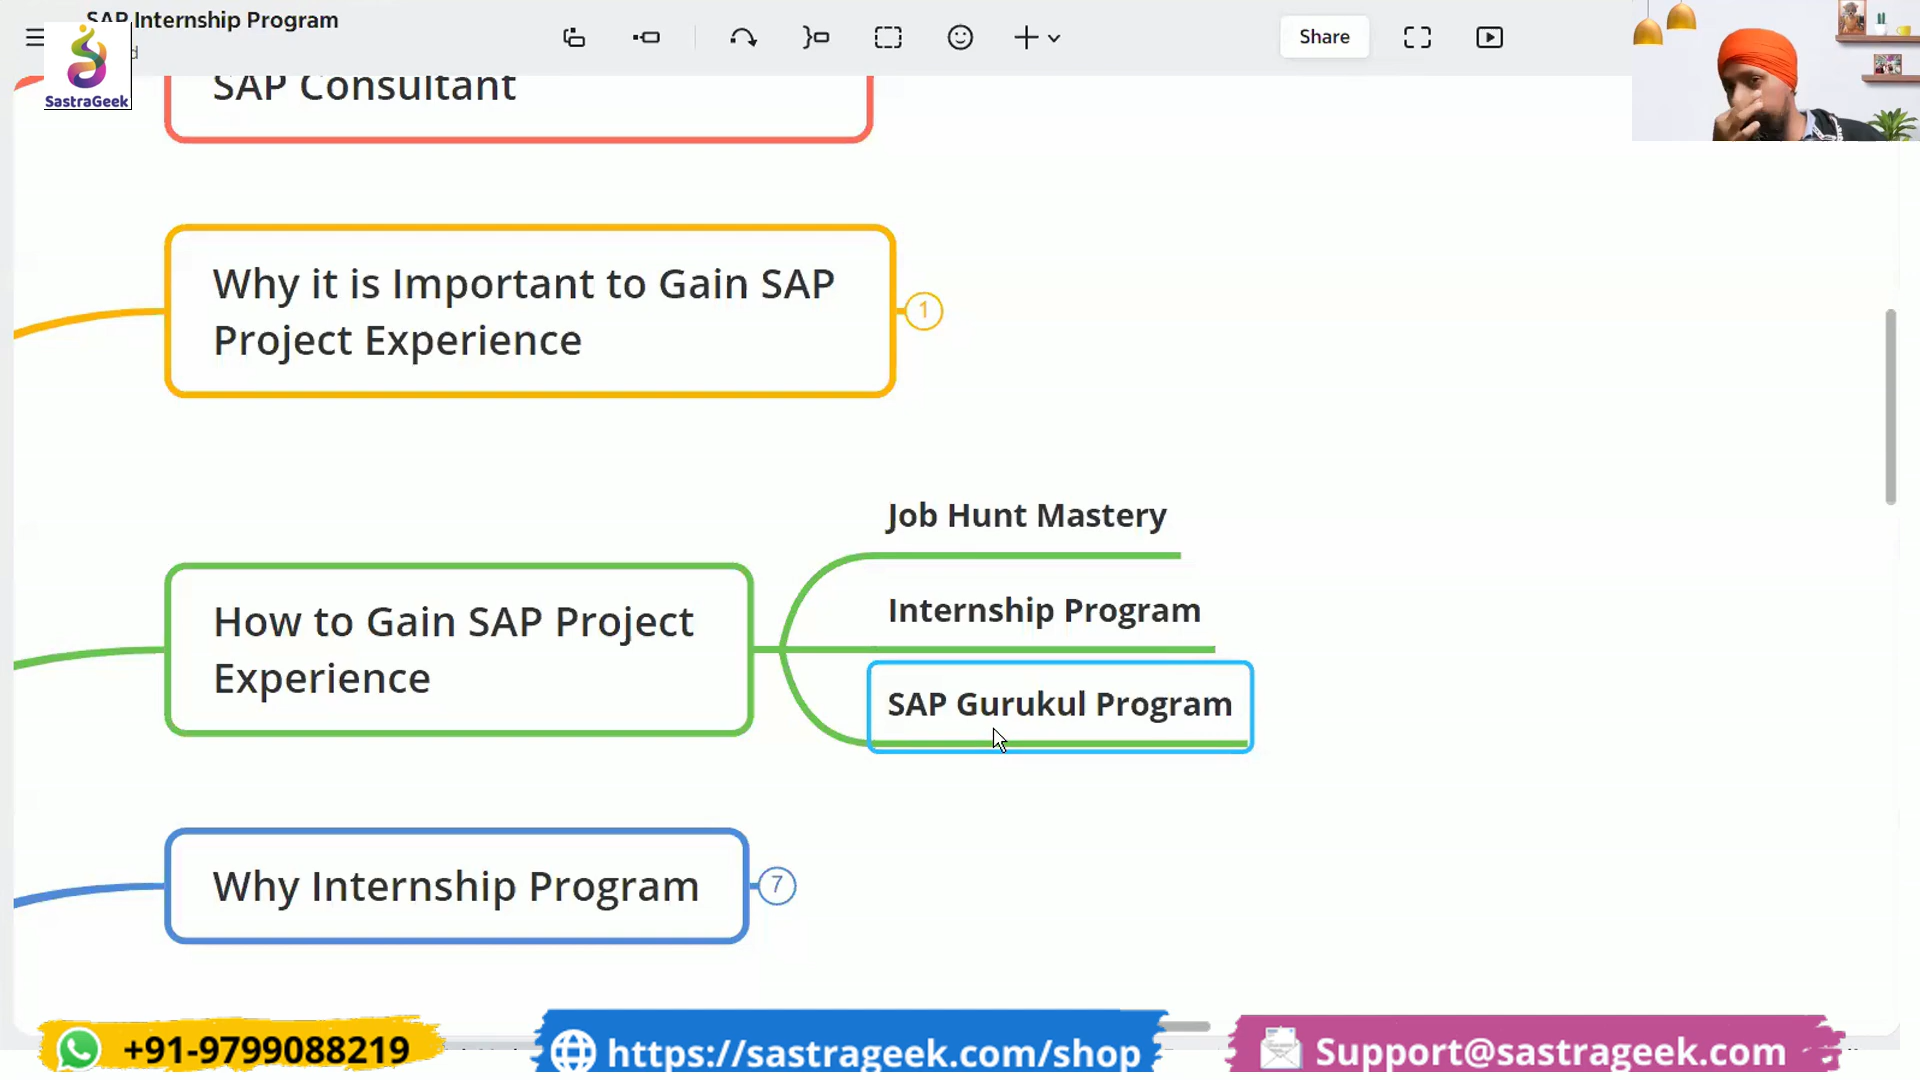 SAP Internship Program
SastraGeek
Share
SAP Consultant
Why it is Important to Gain SAP
Project Experience
1
Job Hunt Mastery
How to Gain SAP Project
Experience
Internship Program
SAP Gurukul Program
Why Internship Program
7
+91-9799088219
https://sastrageek.com/shop
Support@sastrageek.com